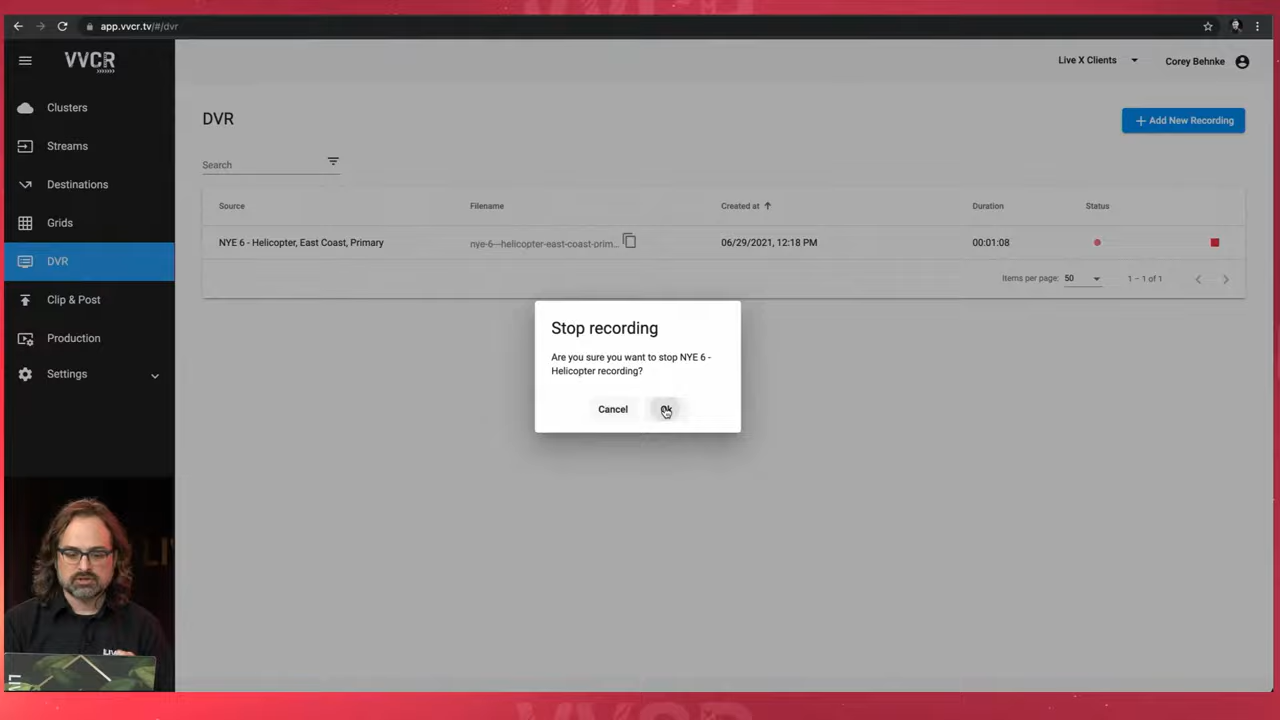 app.vvcr.tv/#/dvr
VVCR
Live X Clients
Corey Behnke
Clusters
Streams
Destinations
Grids
DVR
Clip & Post
Production
Settings
DVR
+ Add New Recording
Search
Source Filename Created at Duration Status
NYE 6 - Helicopter, East Coast, Primary nye-6---helicopter-east-coast-prim... 06/29/2021, 12:18 PM 00:01:08
Items per page: 50 1 – 1 of 1
Stop recording
Are you sure you want to stop NYE 6 -
Helicopter recording?
Cancel Ok
VVCR